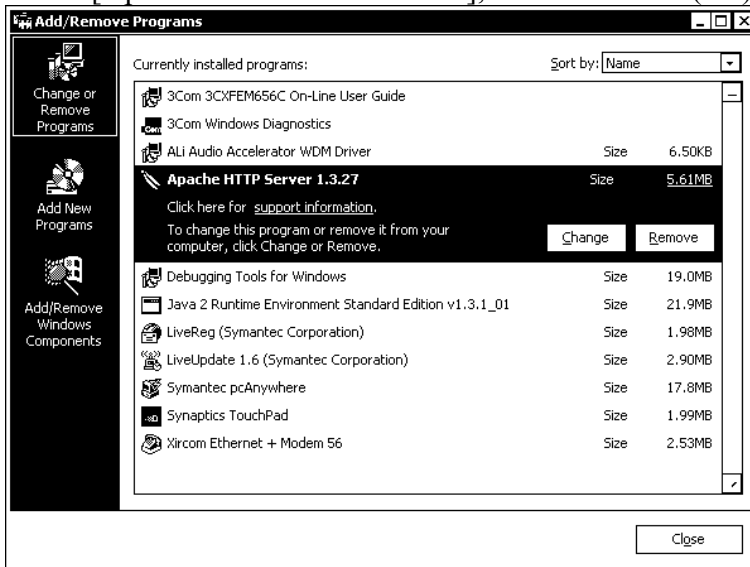 Add/Remove Programs
Change or
Remove
Programs
Add New
Programs
Add/Remove
Windows
Components
Currently installed programs:
Sort by: Name
3Com 3CXFEM656C On-Line User Guide
3Com Windows Diagnostics
ALi Audio Accelerator WDM Driver Size 6.50KB
Apache HTTP Server 1.3.27 Size 5.61MB
Click here for support information.
To change this program or remove it from your
computer, click Change or Remove.
Change Remove
Debugging Tools for Windows Size 19.0MB
Java 2 Runtime Environment Standard Edition v1.3.1_01 Size 21.9MB
LiveReg (Symantec Corporation) Size 1.98MB
LiveUpdate 1.6 (Symantec Corporation) Size 2.90MB
Symantec pcAnywhere Size 17.8MB
Synaptics TouchPad Size 1.99MB
Xircom Ethernet + Modem 56 Size 2.53MB
Close